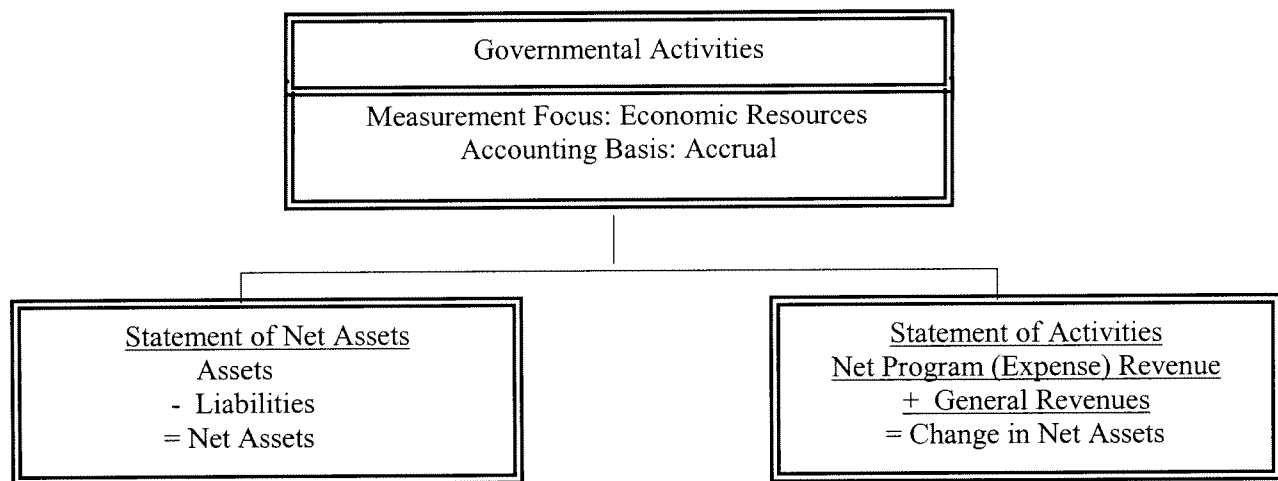 Governmental Activities
Measurement Focus: Economic Resources
Accounting Basis: Accrual
Statement of Net Assets
Assets
- Liabilities
= Net Assets
Statement of Activities
Net Program (Expense) Revenue
+ General Revenues
= Change in Net Assets